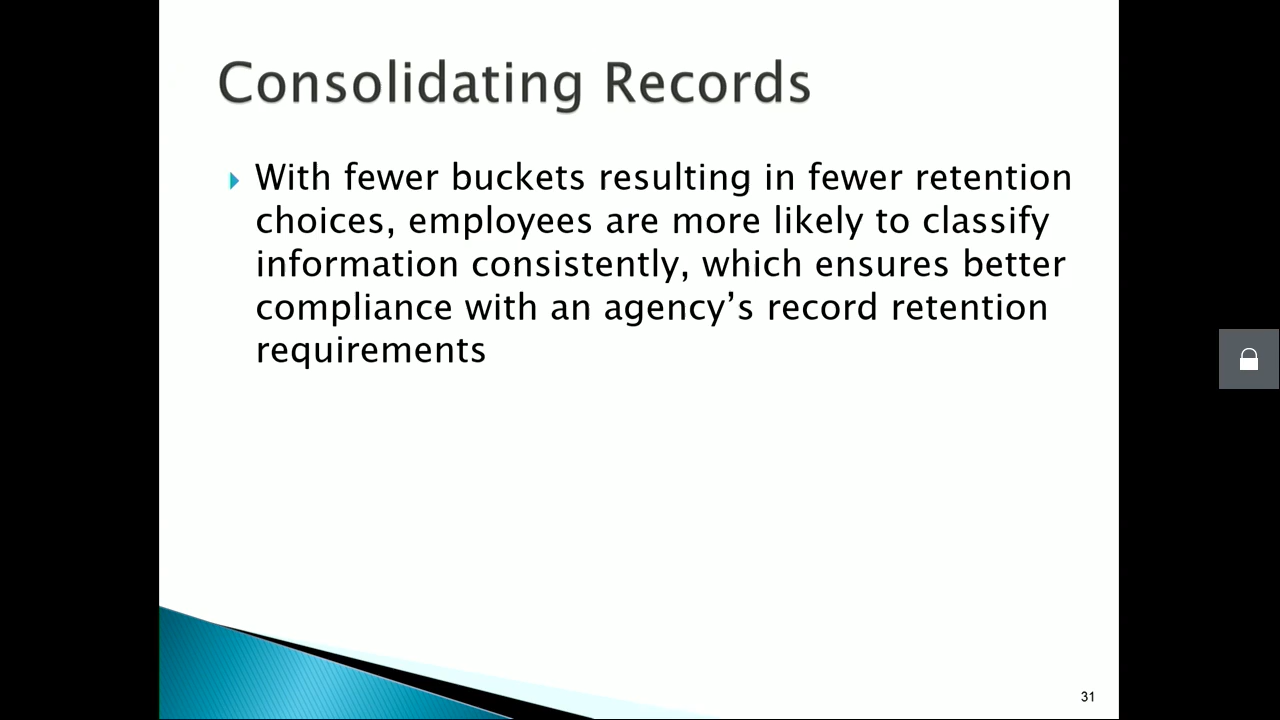 Consolidating Records
With fewer buckets resulting in fewer retention
choices, employees are more likely to classify
information consistently, which ensures better
compliance with an agency’s record retention
requirements
31